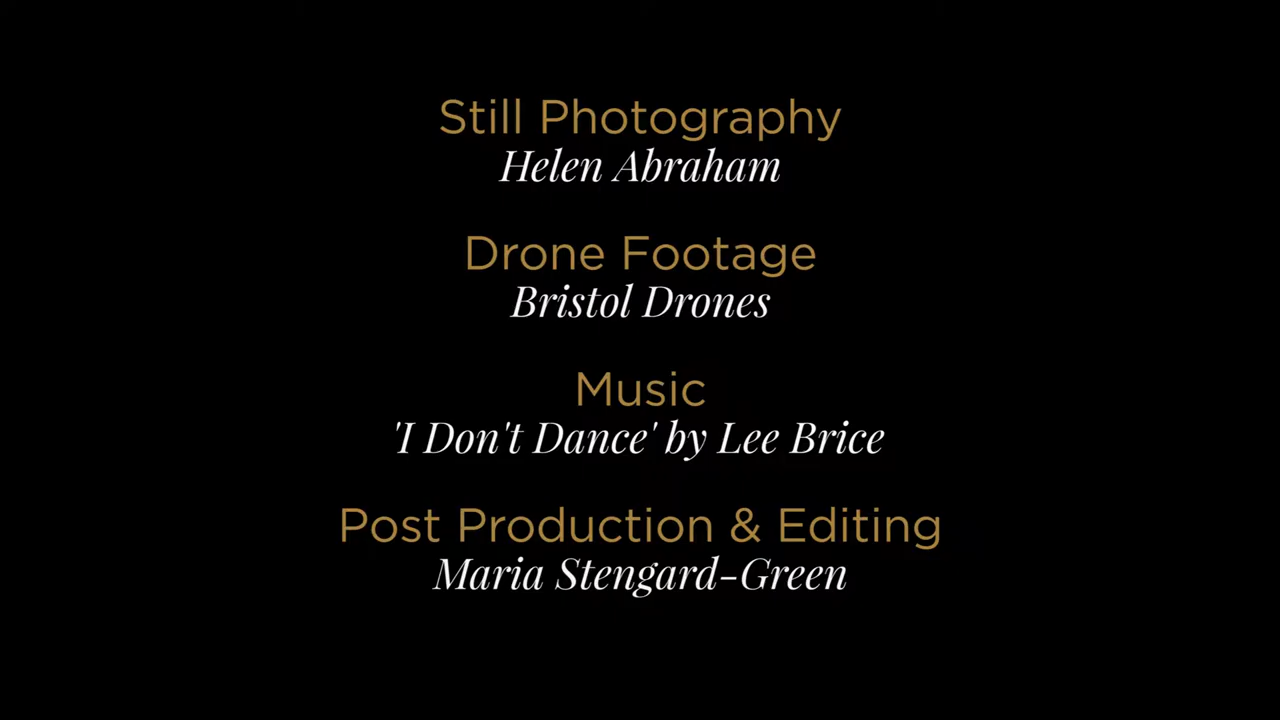 Still Photography
Helen Abraham
Drone Footage
Bristol Drones
Music
'I Don't Dance' by Lee Brice
Post Production & Editing
Maria Stengard-Green